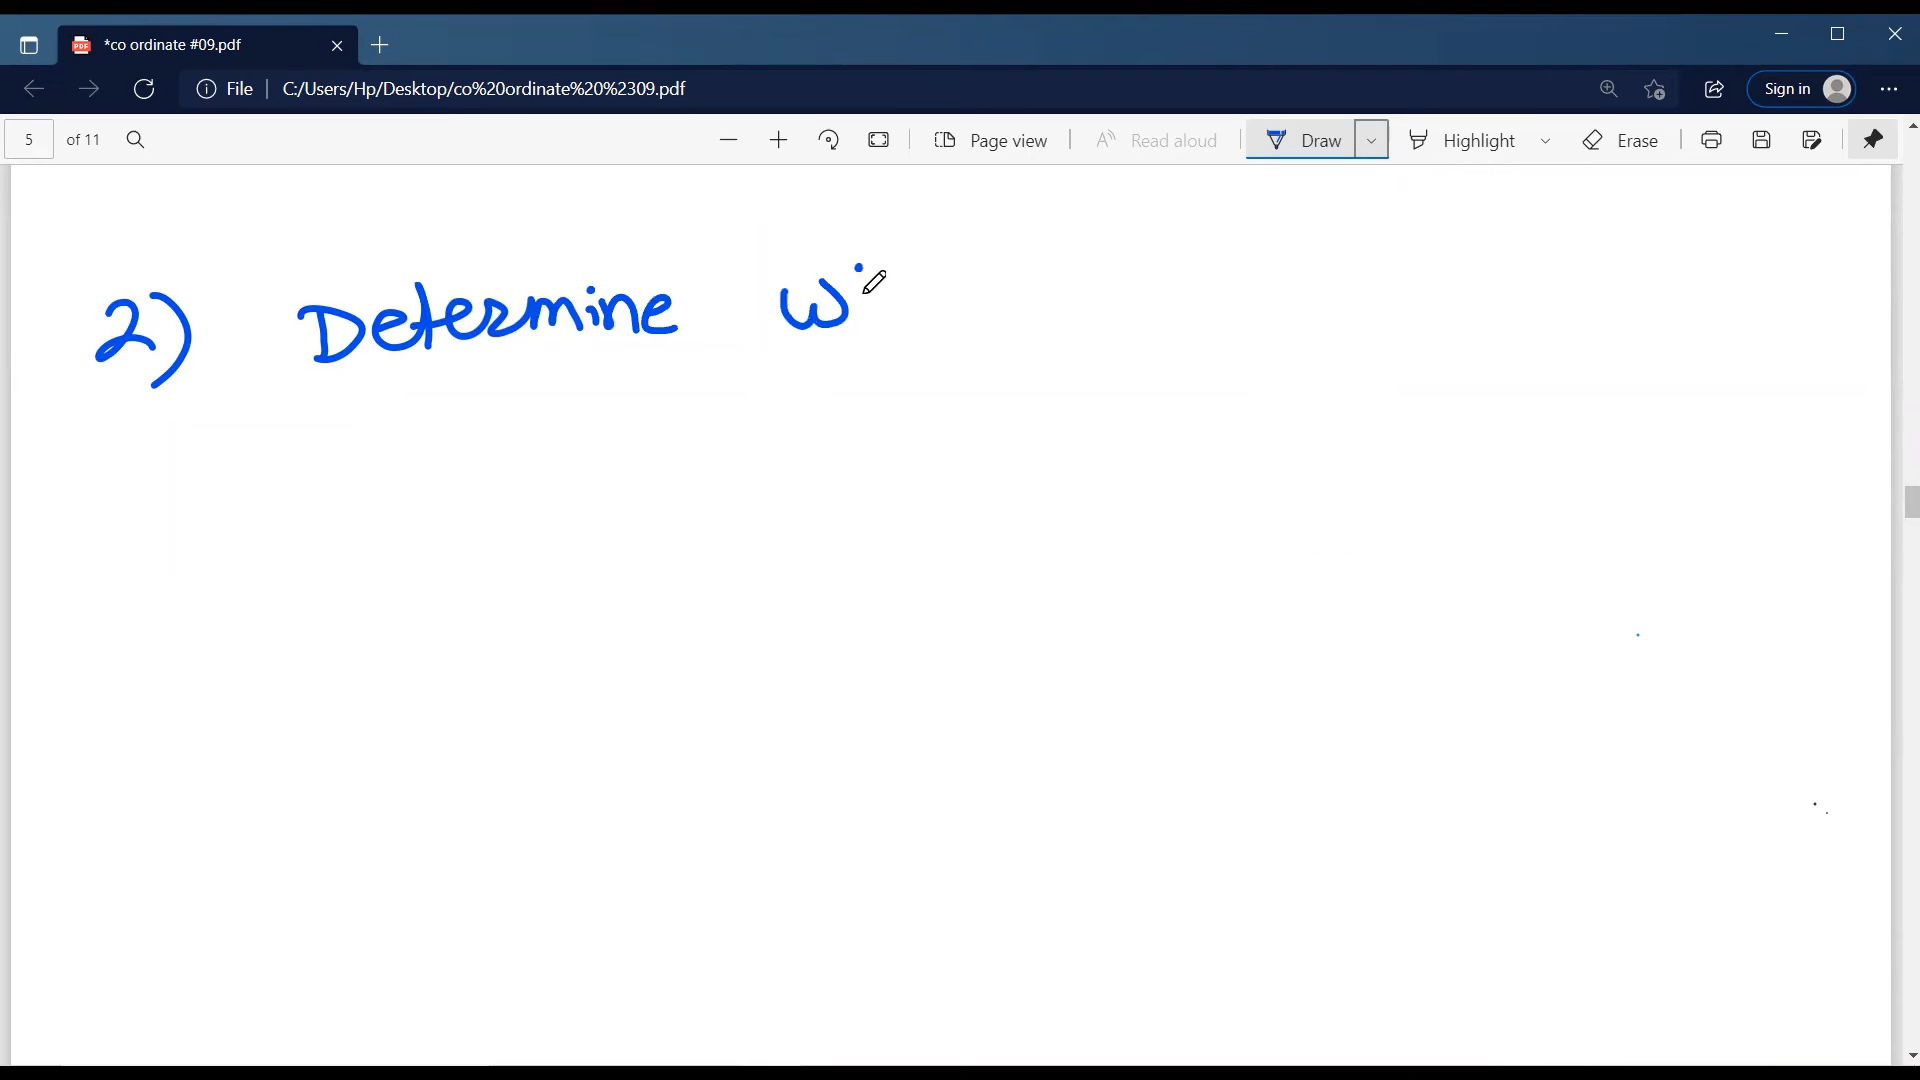 *co ordinate #09.pdf
File C:/Users/Hp/Desktop/co%20ordinate%20%2309.pdf Sign in
5 of 11 Page view Read aloud Draw Highlight Erase
2) Determine w